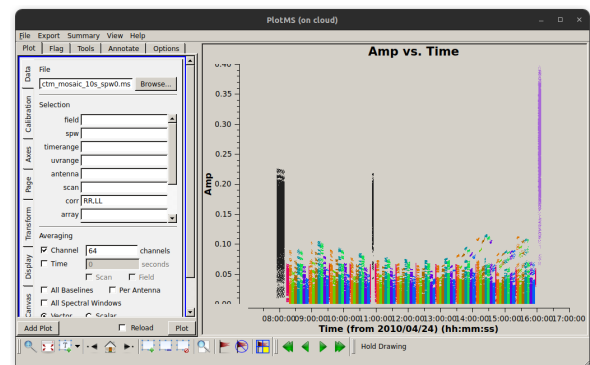 PlotMS (on cloud)
File Export Summary View Help
Plot Flag Tools Annotate Options
Data
Calibration
Axes
Page
Transform
Display
Canvas
File
ctm_mosaic_10s_spw0.ms Browse...
Selection
field
spw
timerange
uvrange
antenna
scan
corr RR,LL
array
Averaging
Channel 64 channels
Time 0 seconds
Scan Field
All Baselines Per Antenna
All Spectral Windows
Vector Scalar
Add Plot Reload Plot
Amp vs. Time
Amp
0.40
0.35
0.30
0.25
0.20
0.15
0.10
0.05
0.00
08:00:00 09:00:00 10:00:00 11:00:00 12:00:00 13:00:00 14:00:00 15:00:00 16:00:00 17:00:00
Time (from 2010/04/24) (hh:mm:ss)
Hold Drawing